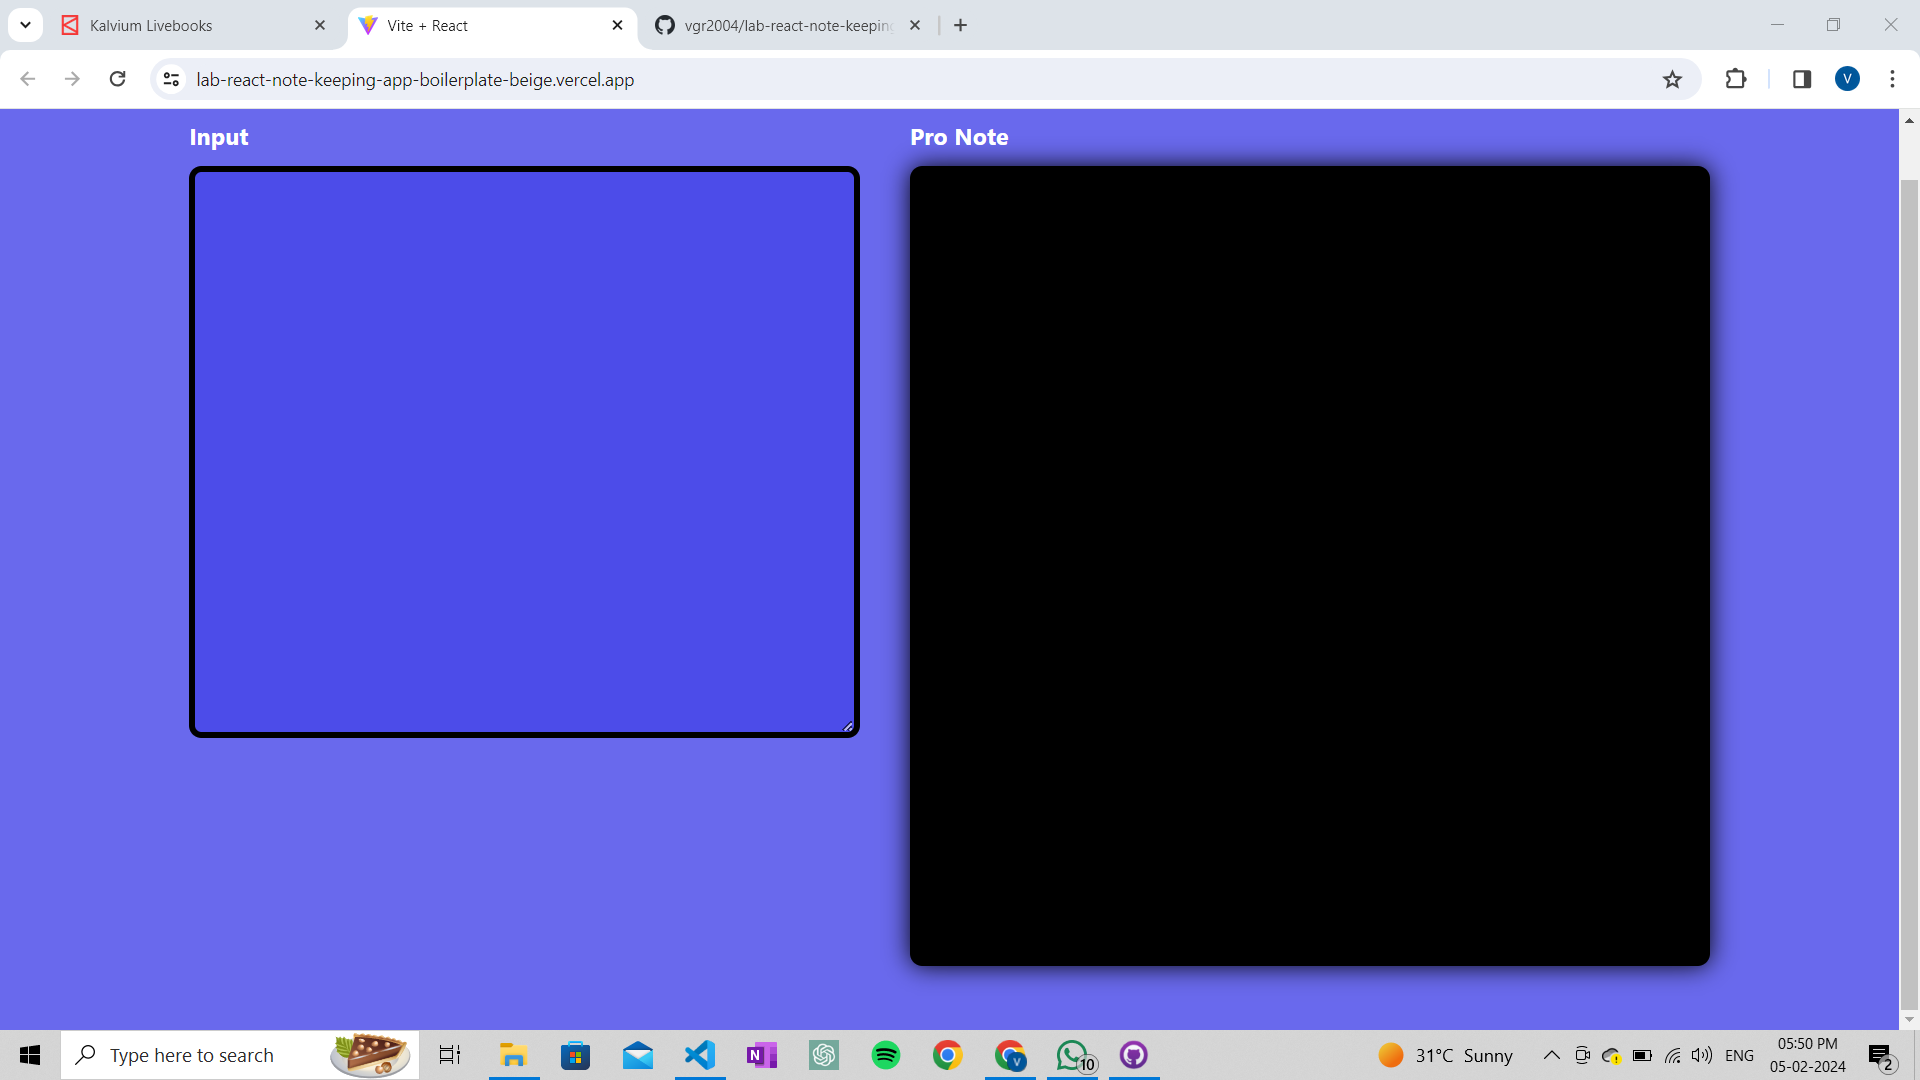 Kalvium Livebooks
Vite + React
vgr2004/lab-react-note-keeping
lab-react-note-keeping-app-boilerplate-beige.vercel.app
V
Input
Pro Note
Type here to search
N
V
10
31°C Sunny
ENG
05:50 PM
05-02-2024
2